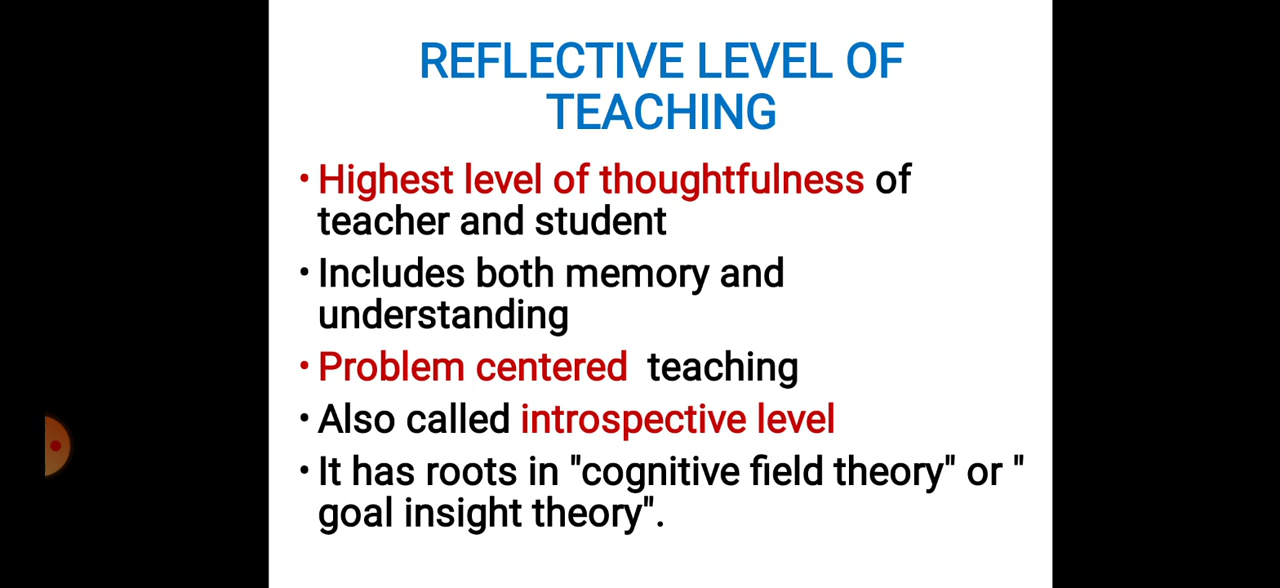 REFLECTIVE LEVEL OF
TEACHING
• Highest level of thoughtfulness of
teacher and student
• Includes both memory and
understanding
• Problem centered  teaching
• Also called introspective level
• It has roots in "cognitive field theory" or "
goal insight theory".